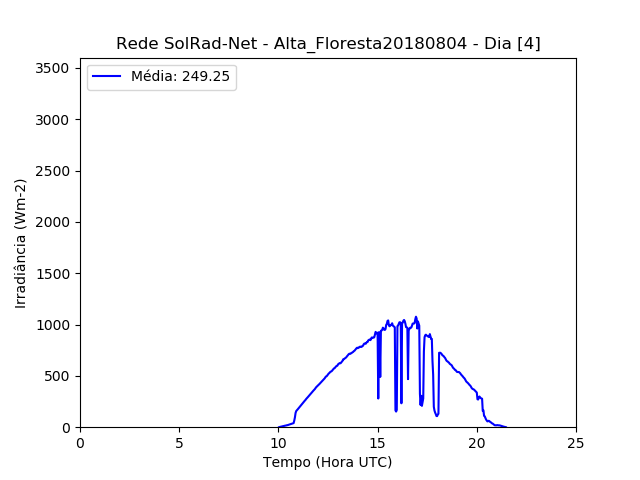 Rede SolRad-Net - Alta_Floresta20180804 - Dia [4]
Média: 249.25
3500
3000
2500
2000
1500
1000
500
0
Irradiância (Wm-2)
0 5 10 15 20 25
Tempo (Hora UTC)